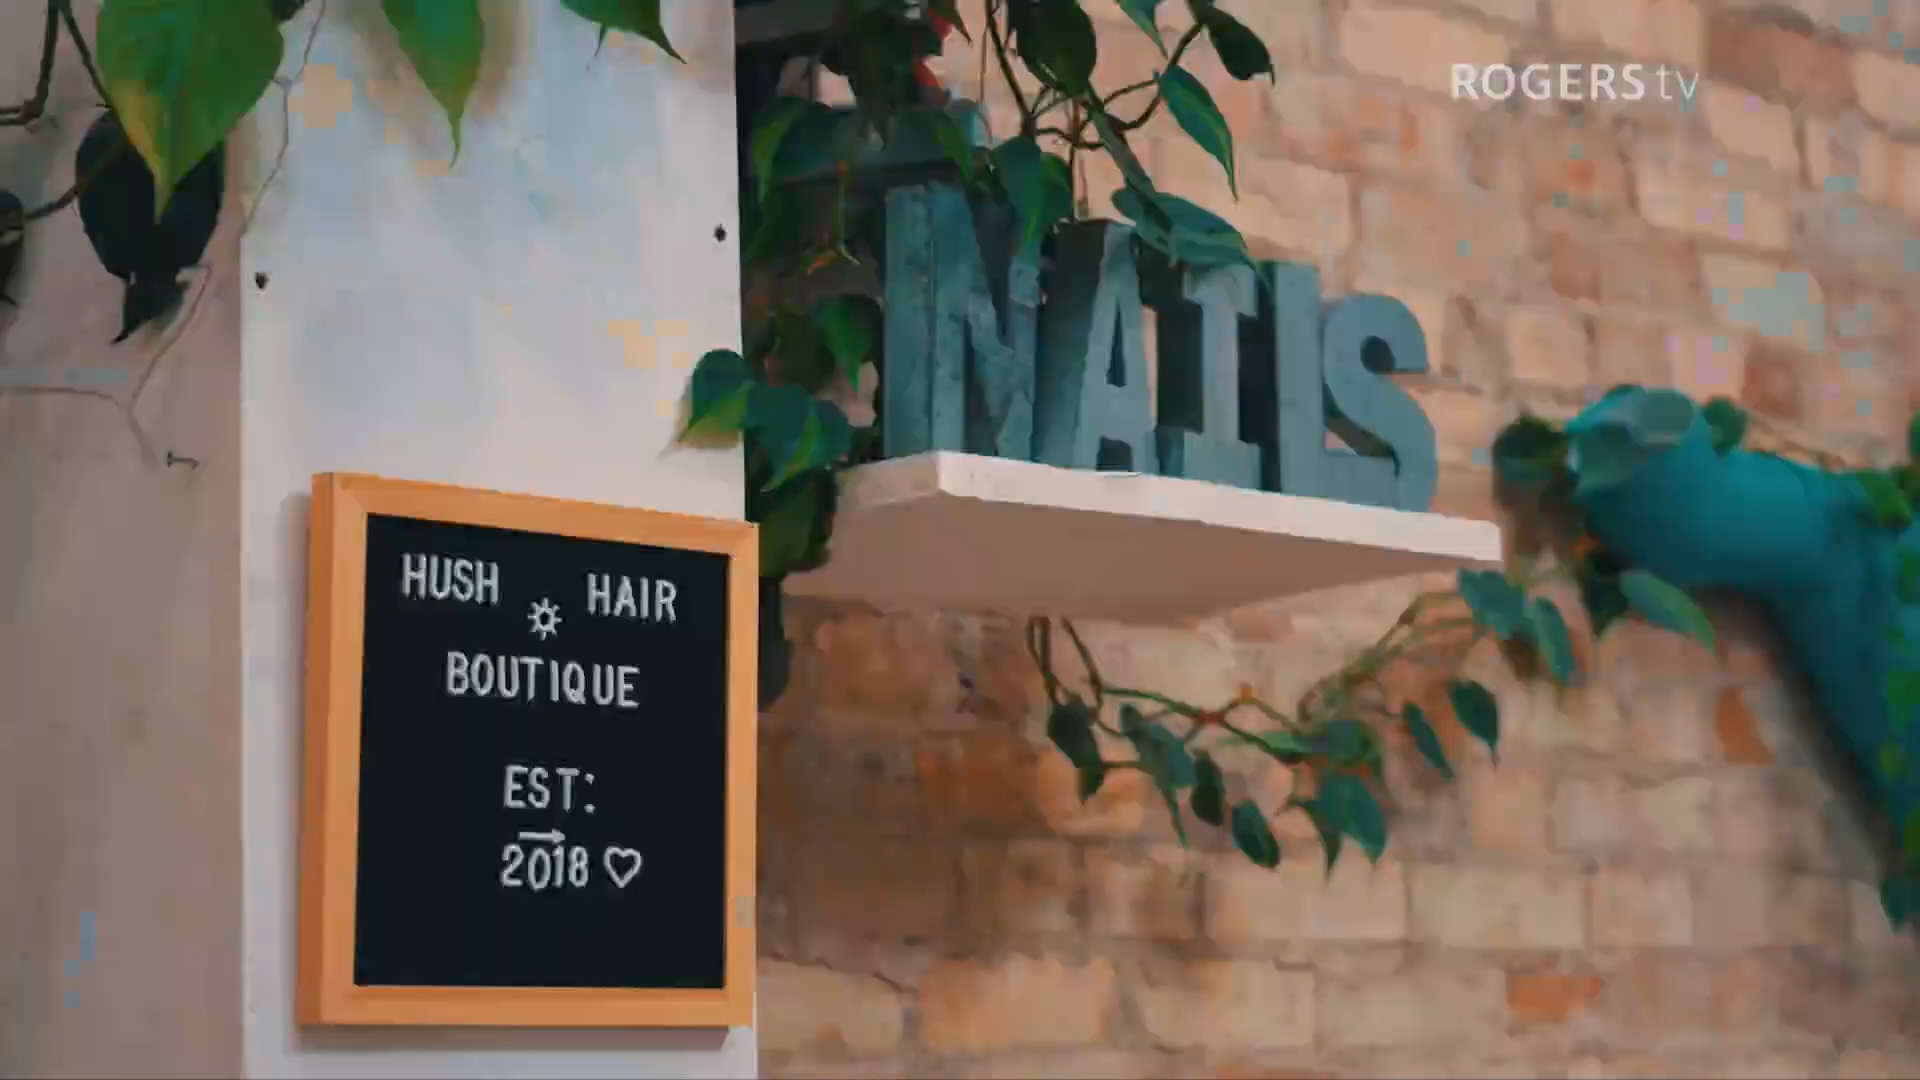 ROGERS tv
NAILS
HUSH ☼ HAIR
BOUTIQUE
EST:
→
2018 ♡